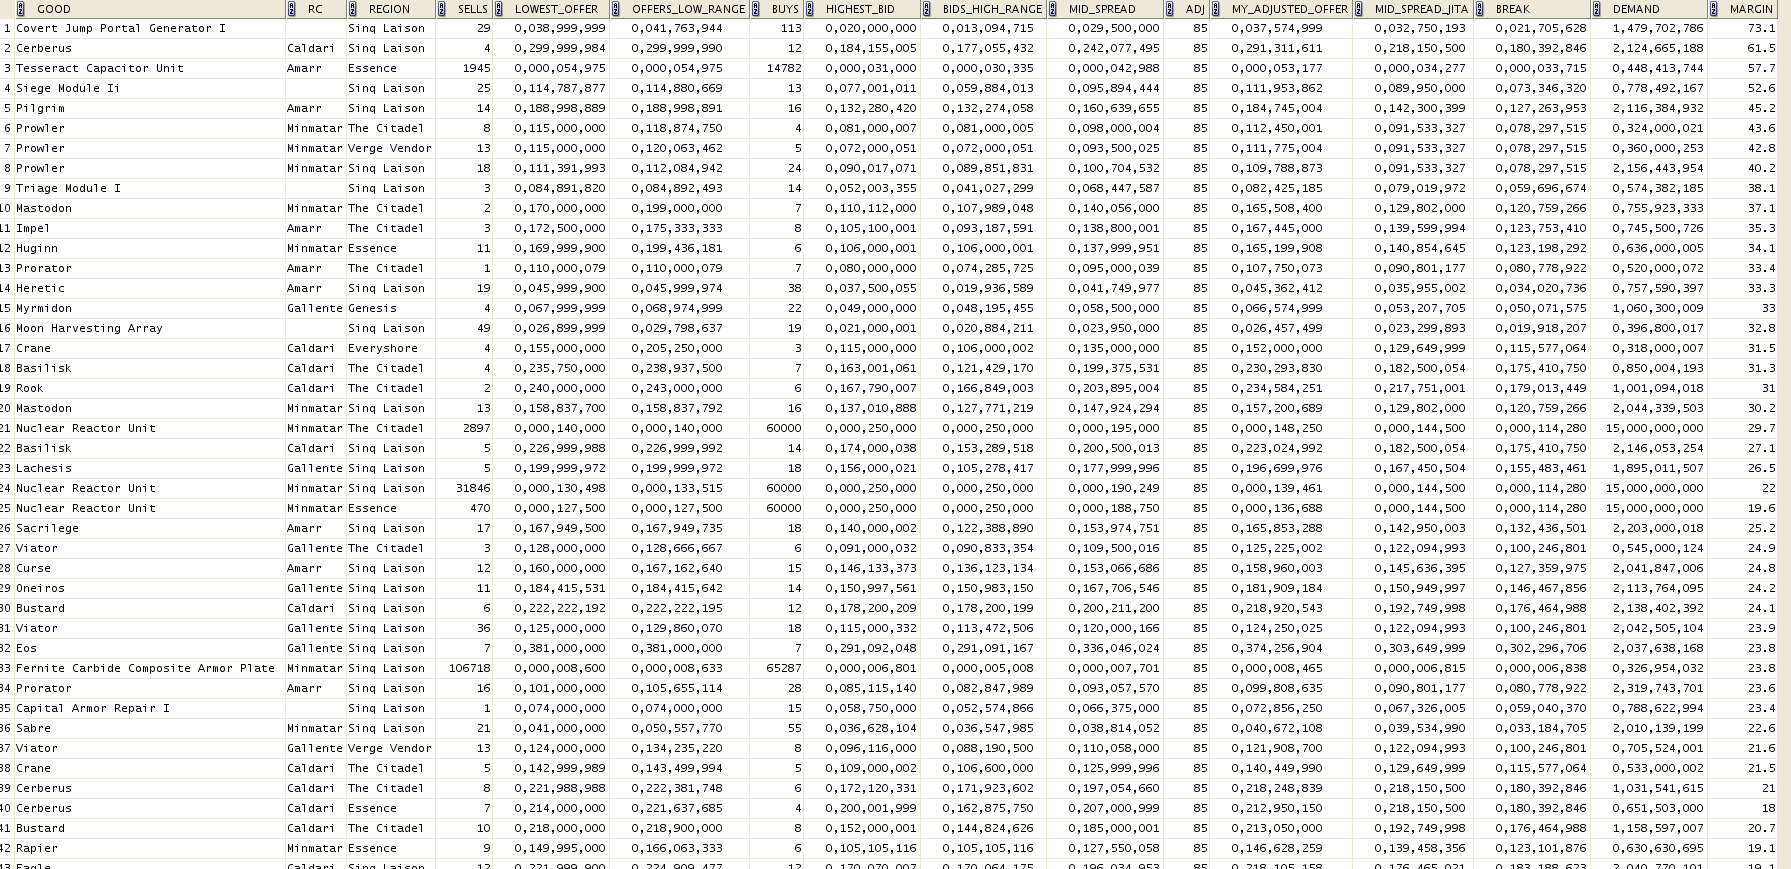 GOOD RC REGION SELLS LOWEST_OFFER OFFERS_LOW_RANGE BUYS HIGHEST_BID BIDS_HIGH_RANGE MID_SPREAD ADJ MY_ADJUSTED_OFFER MID_SPREAD_JITA BREAK DEMAND MARGIN
1 Covert Jump Portal Generator I Sinq Laison 29 0,038,999,999 0,041,763,944 113 0,020,000,000 0,013,094,715 0,029,500,000 85 0,037,574,999 0,032,750,193 0,021,705,628 1,479,702,786 73.1
2 Cerberus Caldari Sinq Laison 4 0,299,999,984 0,299,999,990 12 0,184,155,005 0,177,055,432 0,242,077,495 85 0,291,311,611 0,218,150,500 0,180,392,846 2,124,665,188 61.5
3 Tesseract Capacitor Unit Amarr Essence 1945 0,000,054,975 0,000,054,975 14782 0,000,031,000 0,000,030,335 0,000,042,988 85 0,000,053,177 0,000,034,277 0,000,033,715 0,448,413,744 57.7
4 Siege Module Ii Sinq Laison 25 0,114,787,877 0,114,880,669 13 0,077,001,011 0,059,884,013 0,095,894,444 85 0,111,953,862 0,089,950,000 0,073,346,320 0,778,492,167 52.6
5 Pilgrim Amarr Sinq Laison 14 0,188,998,889 0,188,998,891 16 0,132,280,420 0,132,274,058 0,160,639,655 85 0,184,745,004 0,142,300,399 0,127,263,953 2,116,384,932 45.2
6 Prowler Minmatar The Citadel 8 0,115,000,000 0,118,874,750 4 0,081,000,007 0,081,000,005 0,098,000,004 85 0,112,450,001 0,091,533,327 0,078,297,515 0,324,000,021 43.6
7 Prowler Minmatar Verge Vendor 13 0,115,000,000 0,120,063,462 5 0,072,000,051 0,072,000,051 0,093,500,025 85 0,111,775,004 0,091,533,327 0,078,297,515 0,360,000,253 42.8
8 Prowler Minmatar Sinq Laison 18 0,111,391,993 0,112,084,942 24 0,090,017,071 0,089,851,831 0,100,704,532 85 0,109,788,873 0,091,533,327 0,078,297,515 2,156,443,954 40.2
9 Triage Module I Sinq Laison 3 0,084,891,820 0,084,892,493 14 0,052,003,355 0,041,027,299 0,068,447,587 85 0,082,425,185 0,079,019,972 0,059,696,674 0,574,382,185 38.1
10 Mastodon Minmatar The Citadel 2 0,170,000,000 0,199,000,000 7 0,110,112,000 0,107,989,048 0,140,056,000 85 0,165,508,400 0,129,802,000 0,120,759,266 0,755,923,333 37.1
11 Impel Amarr The Citadel 3 0,172,500,000 0,175,333,333 8 0,105,100,001 0,093,187,591 0,138,800,001 85 0,167,445,000 0,139,599,994 0,123,753,410 0,745,500,726 35.3
12 Huginn Minmatar Essence 11 0,169,999,900 0,199,436,181 6 0,106,000,001 0,106,000,001 0,137,999,951 85 0,165,199,908 0,140,854,645 0,123,198,292 0,636,000,005 34.1
13 Prorator Amarr The Citadel 1 0,110,000,079 0,110,000,079 7 0,080,000,000 0,074,285,725 0,095,000,039 85 0,107,750,073 0,090,801,177 0,080,778,922 0,520,000,072 33.4
14 Heretic Amarr Sinq Laison 19 0,045,999,900 0,045,999,974 38 0,037,500,055 0,019,936,589 0,041,749,977 85 0,045,362,412 0,035,955,002 0,034,020,736 0,757,590,397 33.3
15 Myrmidon Gallente Genesis 4 0,067,999,999 0,068,974,999 22 0,049,000,000 0,048,195,455 0,058,500,000 85 0,066,574,999 0,053,207,705 0,050,071,575 1,060,300,009 33
16 Moon Harvesting Array Sinq Laison 49 0,026,899,999 0,029,798,637 19 0,021,000,001 0,020,884,211 0,023,950,000 85 0,026,457,499 0,023,299,893 0,019,918,207 0,396,800,017 32.8
17 Crane Caldari Everyshore 4 0,155,000,000 0,205,250,000 3 0,115,000,000 0,106,000,002 0,135,000,000 85 0,152,000,000 0,129,649,999 0,115,577,064 0,318,000,007 31.5
18 Basilisk Caldari The Citadel 4 0,235,750,000 0,238,937,500 7 0,163,001,061 0,121,429,170 0,199,375,531 85 0,230,293,830 0,182,500,054 0,175,410,750 0,850,004,193 31.3
19 Rook Caldari The Citadel 2 0,240,000,000 0,243,000,000 6 0,167,790,007 0,166,849,003 0,203,895,004 85 0,234,584,251 0,217,751,001 0,179,013,449 1,001,094,018 31
20 Mastodon Minmatar Sinq Laison 13 0,158,837,700 0,158,837,792 16 0,137,010,888 0,127,771,219 0,147,924,294 85 0,157,200,689 0,129,802,000 0,120,759,266 2,044,339,503 30.2
21 Nuclear Reactor Unit Minmatar The Citadel 2897 0,000,140,000 0,000,140,000 60000 0,000,250,000 0,000,250,000 0,000,195,000 85 0,000,148,250 0,000,144,500 0,000,114,280 15,000,000,000 29.7
22 Basilisk Caldari Sinq Laison 5 0,226,999,988 0,226,999,992 14 0,174,000,038 0,153,289,518 0,200,500,013 85 0,223,024,992 0,182,500,054 0,175,410,750 2,146,053,254 27.1
23 Lachesis Gallente Sinq Laison 5 0,199,999,972 0,199,999,972 18 0,156,000,021 0,105,278,417 0,177,999,996 85 0,196,699,976 0,167,450,504 0,155,483,461 1,895,011,507 26.5
24 Nuclear Reactor Unit Minmatar Sinq Laison 31846 0,000,130,498 0,000,133,515 60000 0,000,250,000 0,000,250,000 0,000,190,249 85 0,000,139,461 0,000,144,500 0,000,114,280 15,000,000,000 22
25 Nuclear Reactor Unit Minmatar Essence 470 0,000,127,500 0,000,127,500 60000 0,000,250,000 0,000,250,000 0,000,188,750 85 0,000,136,688 0,000,144,500 0,000,114,280 15,000,000,000 19.6
26 Sacrilege Amarr Sinq Laison 17 0,167,949,500 0,167,949,735 18 0,140,000,002 0,122,388,890 0,153,974,751 85 0,165,853,288 0,142,950,003 0,132,436,501 2,203,000,018 25.2
27 Viator Gallente The Citadel 3 0,128,000,000 0,128,666,667 6 0,091,000,032 0,090,833,354 0,109,500,016 85 0,125,225,002 0,122,094,993 0,100,246,801 0,545,000,124 24.9
28 Curse Amarr Sinq Laison 12 0,160,000,000 0,167,162,640 15 0,146,133,373 0,136,123,134 0,153,066,686 85 0,158,960,003 0,145,636,395 0,127,359,975 2,041,847,006 24.8
29 Oneiros Gallente Sinq Laison 11 0,184,415,531 0,184,415,642 14 0,150,997,561 0,150,983,150 0,167,706,546 85 0,181,909,184 0,150,949,997 0,146,467,856 2,113,764,095 24.2
30 Bustard Caldari Sinq Laison 6 0,222,222,192 0,222,222,195 12 0,178,200,209 0,178,200,199 0,200,211,200 85 0,218,920,543 0,192,749,998 0,176,464,988 2,138,402,392 24.1
31 Viator Gallente Sinq Laison 36 0,125,000,000 0,129,860,070 18 0,115,000,332 0,113,472,506 0,120,000,166 85 0,124,250,025 0,122,094,993 0,100,246,801 2,042,505,104 23.9
32 Eos Gallente Sinq Laison 7 0,381,000,000 0,381,000,000 7 0,291,092,048 0,291,091,167 0,336,046,024 85 0,374,256,904 0,303,649,999 0,302,296,706 2,037,638,168 23.8
33 Fernite Carbide Composite Armor Plate Minmatar Sinq Laison 106718 0,000,008,600 0,000,008,633 65287 0,000,006,801 0,000,005,008 0,000,007,701 85 0,000,008,465 0,000,006,815 0,000,006,838 0,326,954,032 23.8
34 Prorator Amarr Sinq Laison 16 0,101,000,000 0,105,655,114 28 0,085,115,140 0,082,847,989 0,093,057,570 85 0,099,808,635 0,090,801,177 0,080,778,922 2,319,743,701 23.6
35 Capital Armor Repair I Sinq Laison 1 0,074,000,000 0,074,000,000 15 0,058,750,000 0,052,574,866 0,066,375,000 85 0,072,856,250 0,067,326,005 0,059,040,370 0,788,622,994 23.4
36 Sabre Minmatar Sinq Laison 21 0,041,000,000 0,050,557,770 55 0,036,628,104 0,036,547,985 0,038,814,052 85 0,040,672,108 0,039,534,990 0,033,184,705 2,010,139,199 22.6
37 Viator Gallente Verge Vendor 13 0,124,000,000 0,134,235,220 8 0,096,116,000 0,088,190,500 0,110,058,000 85 0,121,908,700 0,122,094,993 0,100,246,801 0,705,524,001 21.6
38 Crane Caldari The Citadel 5 0,142,999,989 0,143,499,994 5 0,109,000,002 0,106,600,000 0,125,999,996 85 0,140,449,990 0,129,649,999 0,115,577,064 0,533,000,002 21.5
39 Cerberus Caldari The Citadel 8 0,221,988,988 0,222,381,748 6 0,172,120,331 0,171,923,602 0,197,054,660 85 0,218,248,839 0,218,150,500 0,180,392,846 1,031,541,615 21
40 Cerberus Caldari Essence 7 0,214,000,000 0,221,637,685 4 0,200,001,999 0,162,875,750 0,207,000,999 85 0,212,950,150 0,218,150,500 0,180,392,846 0,651,503,000 18
41 Bustard Caldari The Citadel 10 0,218,000,000 0,218,900,000 8 0,152,000,001 0,144,824,626 0,185,000,001 85 0,213,050,000 0,192,749,998 0,176,464,988 1,158,597,007 20.7
42 Rapier Minmatar Essence 9 0,149,995,000 0,166,063,333 6 0,105,105,116 0,105,105,116 0,127,550,058 85 0,146,628,259 0,139,458,356 0,123,101,876 0,630,630,695 19.1
43 Eagle Caldari Sinq Laison 12